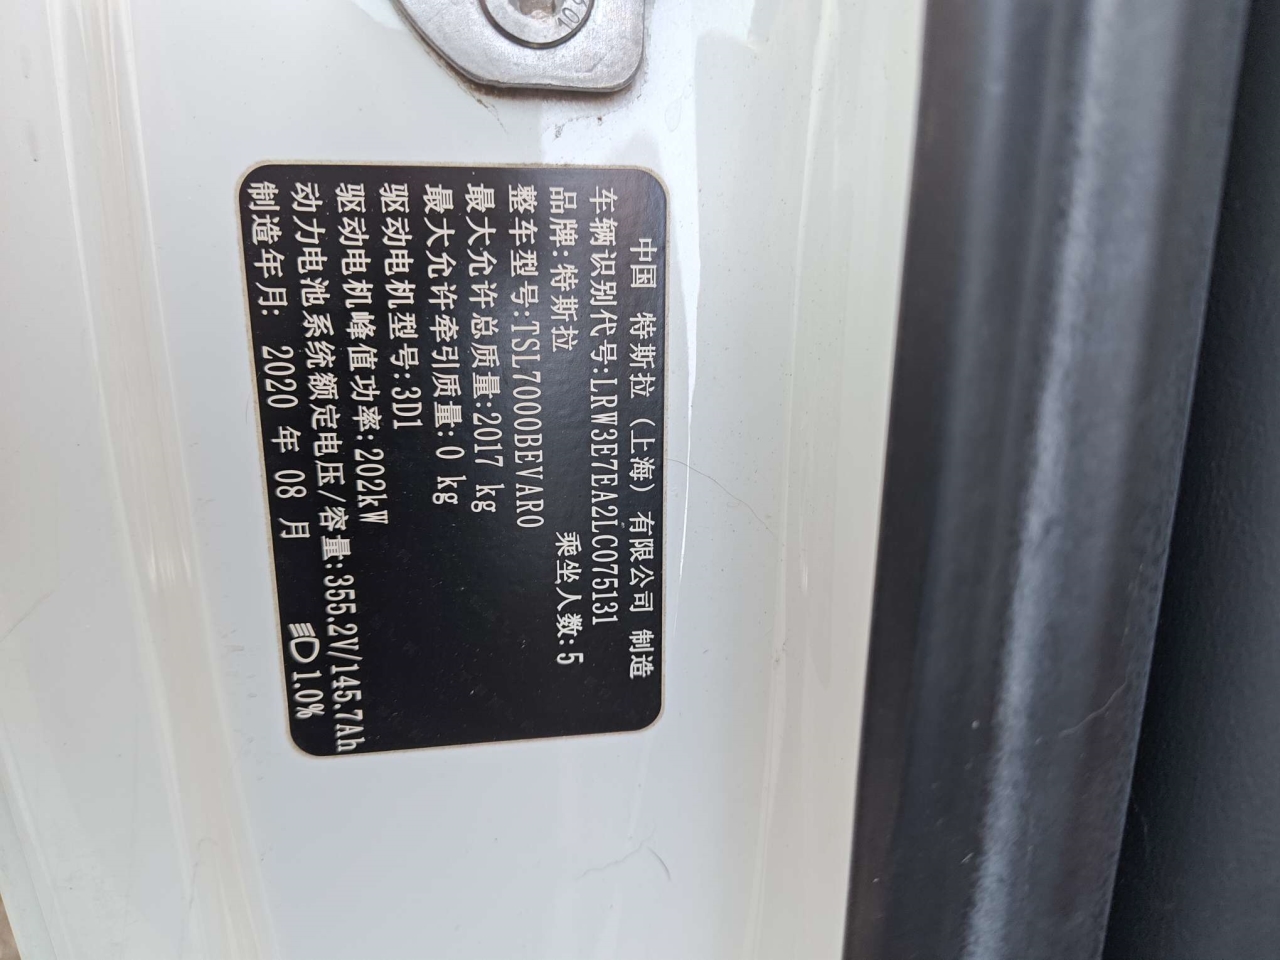 中国 特斯拉（上海）有限公司 制造
车辆识别代号:LRW3E7EA2LC075131
品牌:特斯拉 乘坐人数:5
整车型号:TSL7000BEVAR0
最大允许总质量:2017 kg
最大允许牵引质量:0 kg
驱动电机型号:3D1
驱动电机峰值功率:202kW
动力电池系统额定电压/容量:355.2V/145.7Ah
制造年月: 2020 年 08 月 1.0%